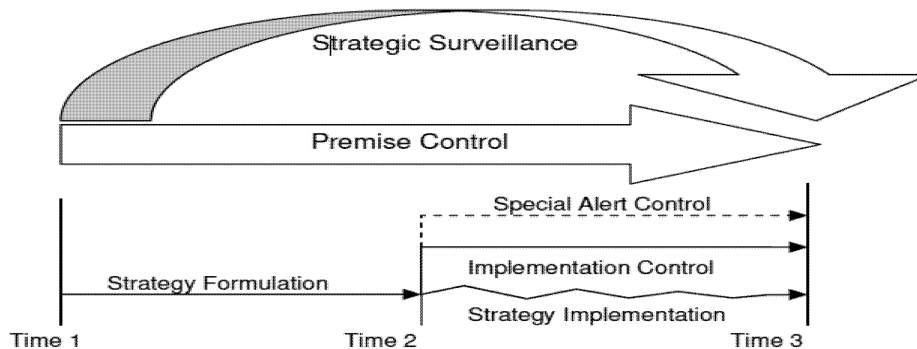 Strategic Surveillance
Premise Control
Special Alert Control
Strategy Formulation
Implementation Control
Strategy Implementation
Time 1
Time 2
Time 3